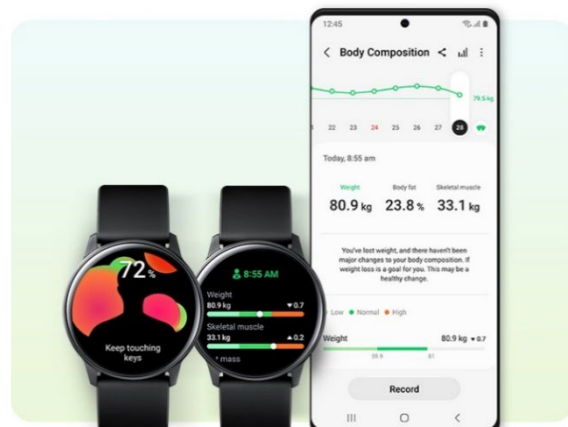 72%
Keep touching
keys
8:55 AM
Weight
80.9 kg ▼0.7
Skeletal muscle
33.1 kg ▲0.2
mass
12:45
Body Composition
79.5 kg
22 23 24 25 26 27 28
Today, 8:55 am
Weight Body fat Skeletal muscle
80.9 kg 23.8 % 33.1 kg
You've lost weight, and there haven't been
major changes to your body composition. If
weight loss is a goal for you. This may be a
healthy change.
Low Normal High
Weight 80.9 kg ▼0.7
Record